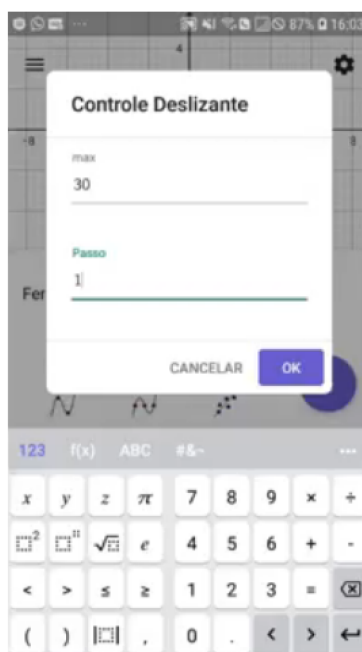 87% 16:03
4
-8 8
Controle Deslizante
max
30
Passo
1
Fer
CANCELAR OK
123 f(x) ABC #&¬
x y z π 7 8 9 × ÷
e 4 5 6 + -
< > ≤ ≥ 1 2 3 =
( ) , 0 . < >